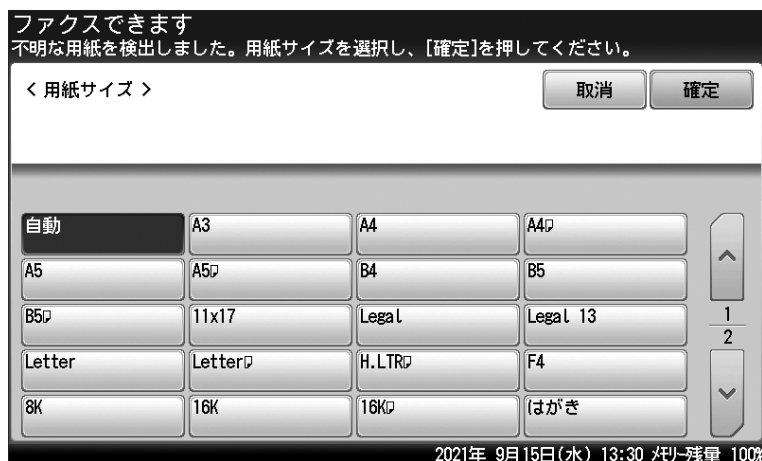 ファクスできます
不明な用紙を検出しました。用紙サイズを選択し、[確定]を押してください。
< 用紙サイズ > 取消 確定
自動 A3 A4 A4
A5 A5 B4 B5
B5 11x17 Legal Legal 13
Letter Letter H.LTR F4
8K 16K 16K はがき
1
2
2021年 9月15日(水) 13:30 メモリー残量 100%